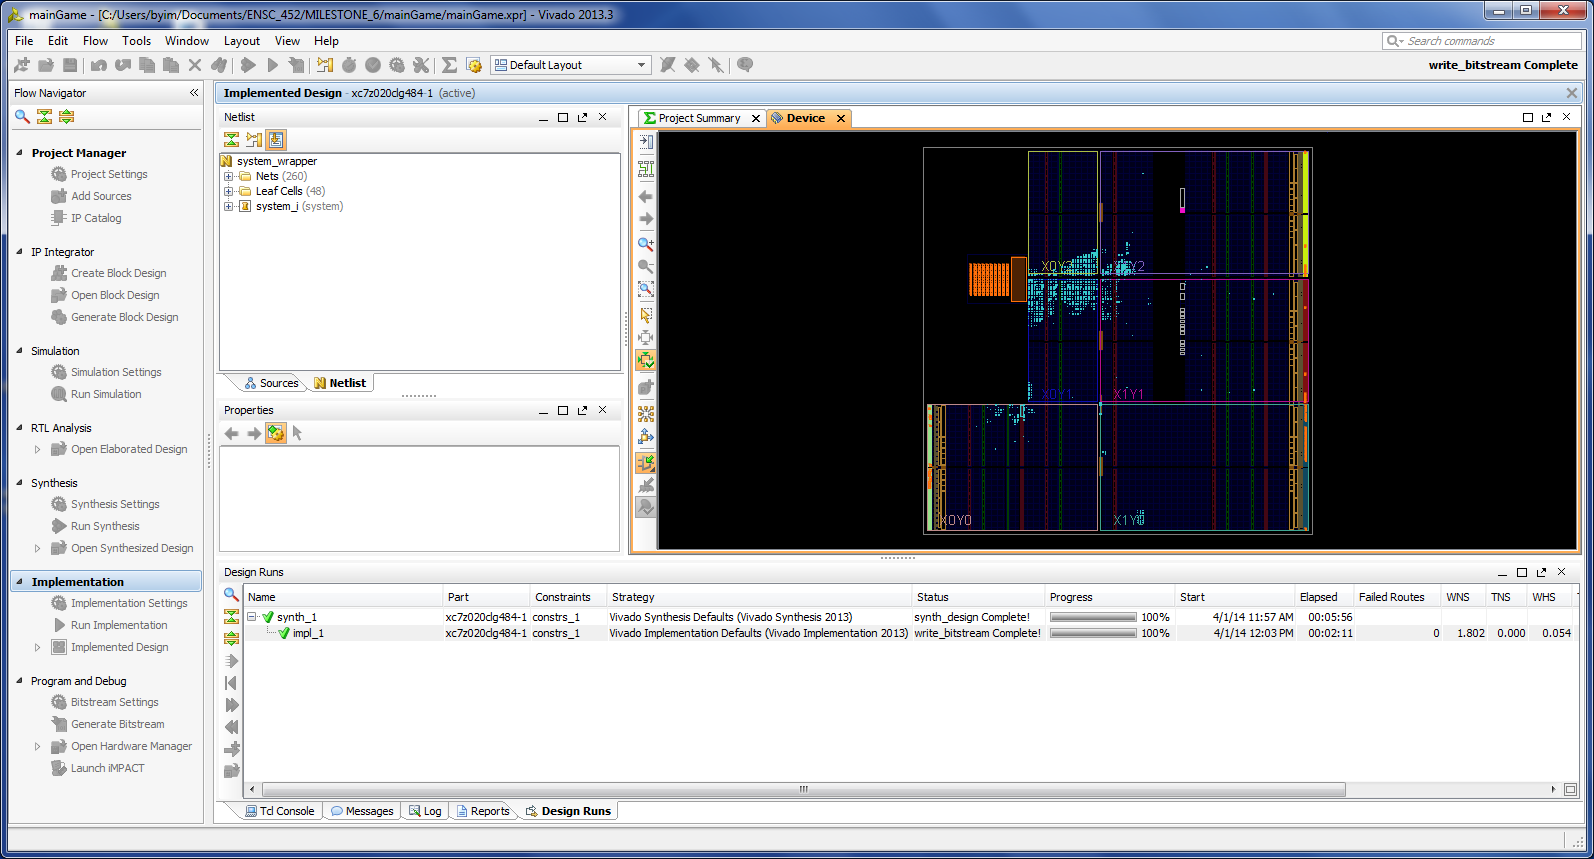 mainGame - [C:/Users/byim/Documents/ENSC_452/MILESTONE_6/mainGame/mainGame.xpr] - Vivado 2013.3
File Edit Flow Tools Window Layout View Help
Search commands
Default Layout
write_bitstream Complete
Flow Navigator
Project Manager
Project Settings
Add Sources
IP Catalog
IP Integrator
Create Block Design
Open Block Design
Generate Block Design
Simulation
Simulation Settings
Run Simulation
RTL Analysis
Open Elaborated Design
Synthesis
Synthesis Settings
Run Synthesis
Open Synthesized Design
Implementation
Implementation Settings
Run Implementation
Implemented Design
Program and Debug
Bitstream Settings
Generate Bitstream
Open Hardware Manager
Launch iMPACT
Implemented Design - xc7z020clg484-1 (active)
Netlist
system_wrapper
Nets (260)
Leaf Cells (48)
system_i (system)
Sources Netlist
Properties
Project Summary Device
X0Y2 X1Y2
X0Y1 X1Y1
X0Y0 X1Y0
Design Runs
Name Part Constraints Strategy Status Progress Start Elapsed Failed Routes WNS TNS WHS
synth_1 xc7z020clg484-1 constrs_1 Vivado Synthesis Defaults (Vivado Synthesis 2013) synth_design Complete! 100% 4/1/14 11:57 AM 00:05:56
impl_1 xc7z020clg484-1 constrs_1 Vivado Implementation Defaults (Vivado Implementation 2013) write_bitstream Complete! 100% 4/1/14 12:03 PM 00:02:11 0 1.802 0.000 0.054
Tcl Console Messages Log Reports Design Runs